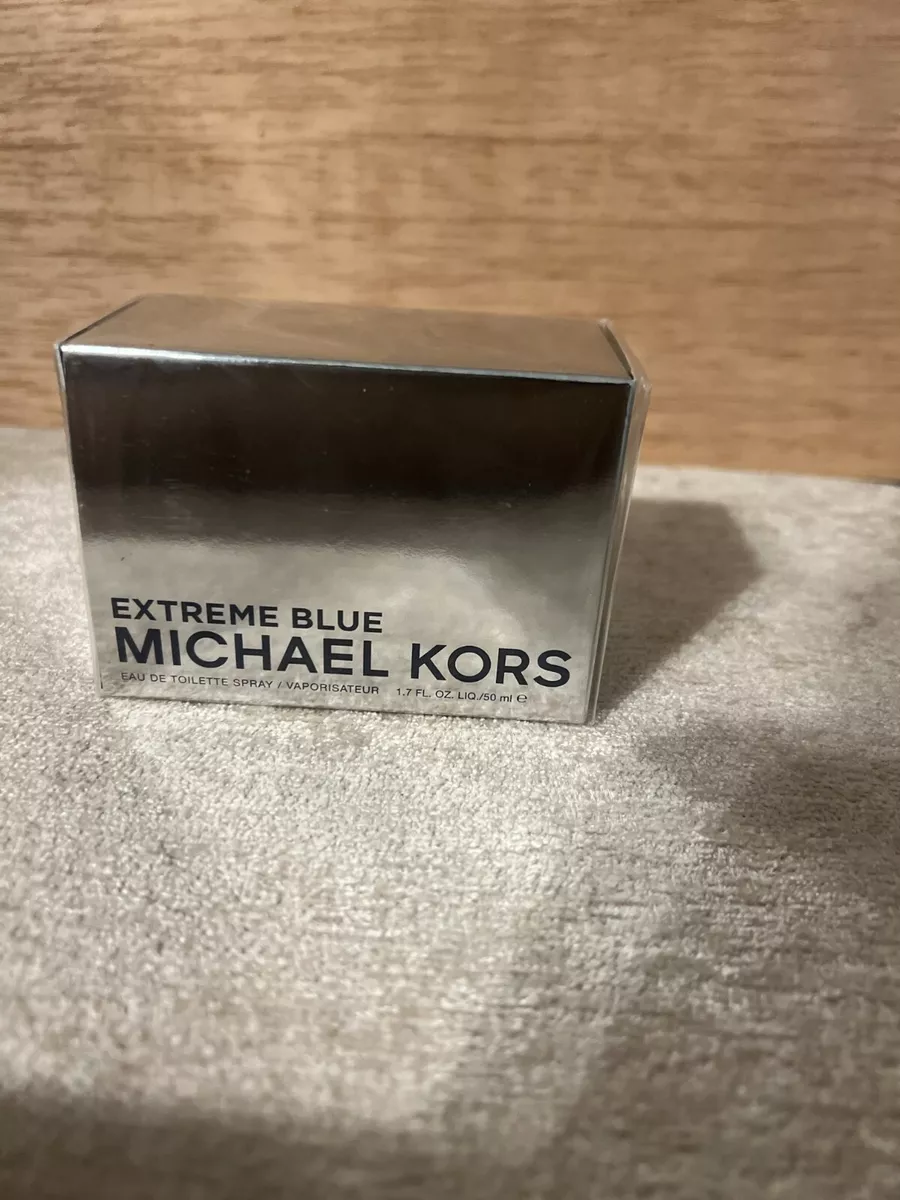 EXTREME BLUE
MICHAEL KORS
EAU DE TOILETTE SPRAY / VAPORISATEUR 1.7 FL. OZ. LIQ./50 ml ℮